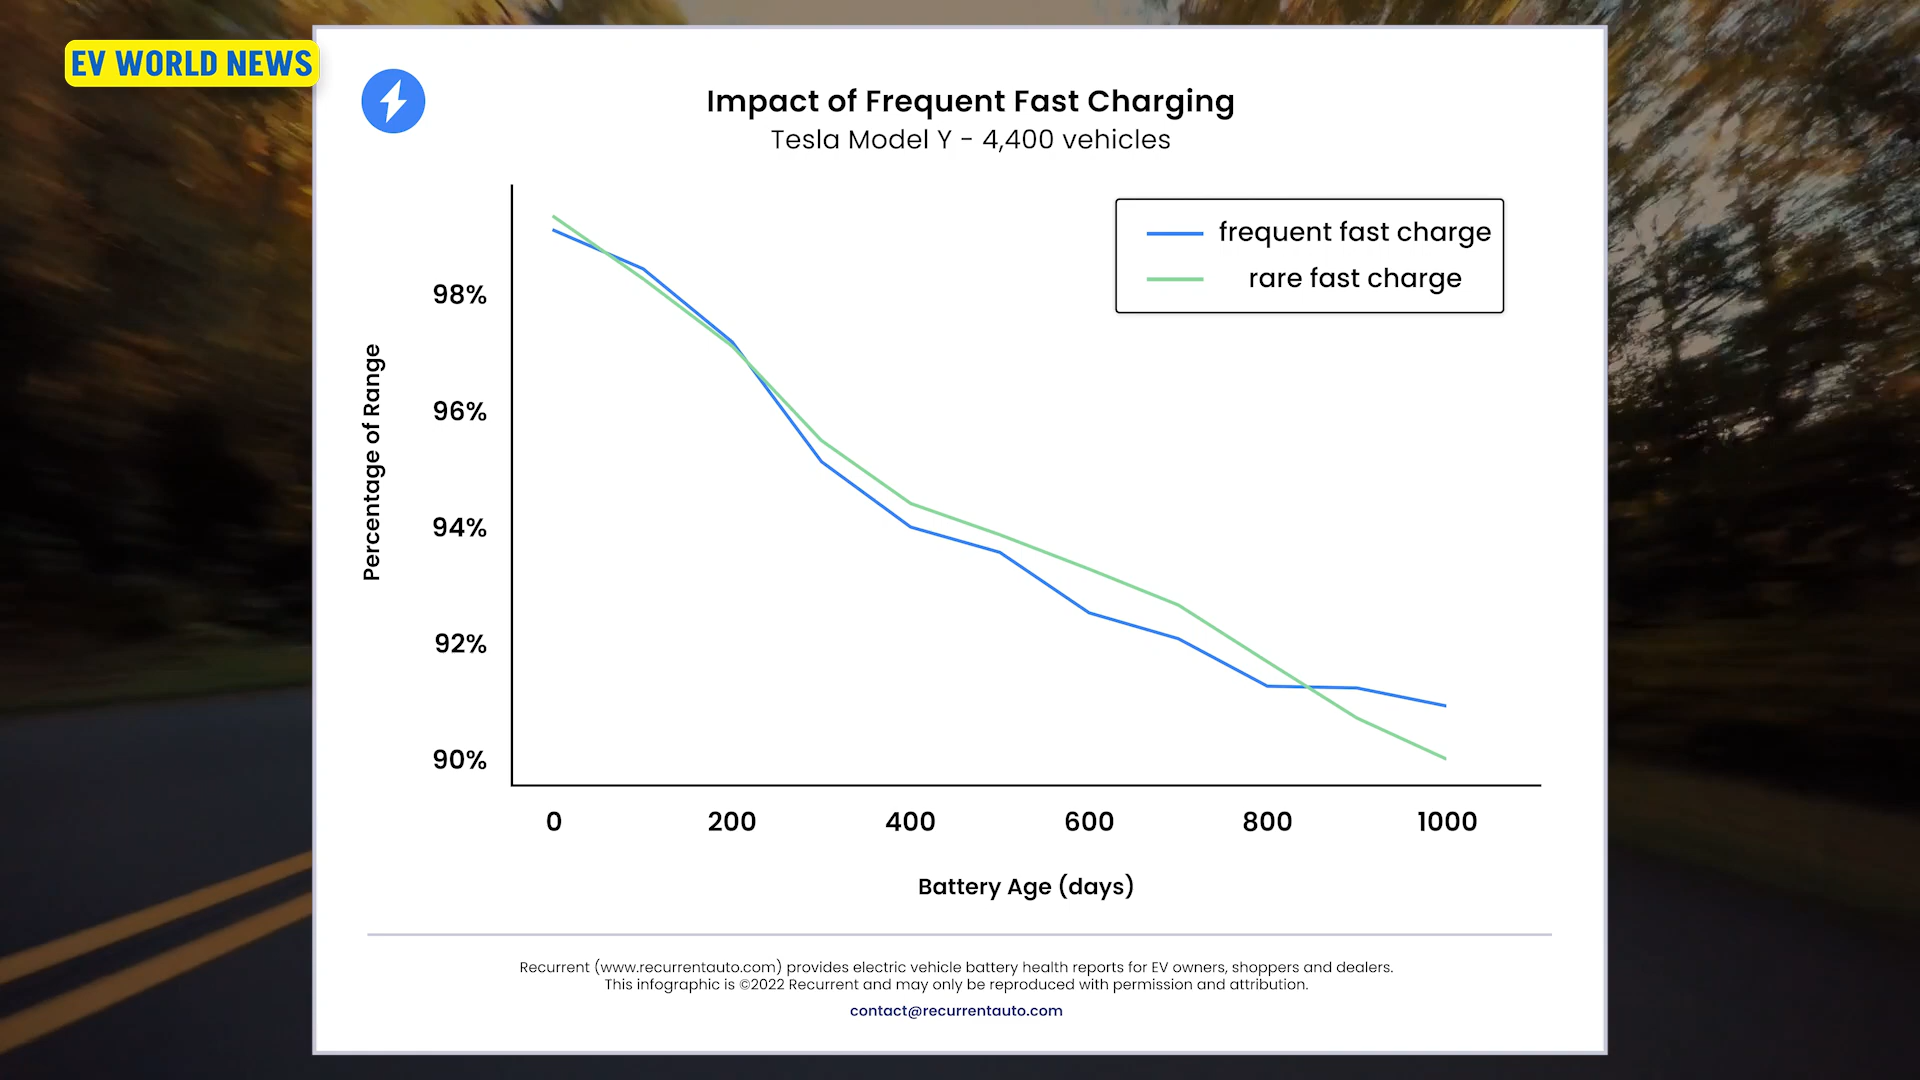 EV WORLD NEWS
Impact of Frequent Fast Charging
Tesla Model Y - 4,400 vehicles
frequent fast charge
rare fast charge
98%
96%
94%
92%
90%
Percentage of Range
0 200 400 600 800 1000
Battery Age (days)
Recurrent (www.recurrentauto.com) provides electric vehicle battery health reports for EV owners, shoppers and dealers.
This infographic is ©2022 Recurrent and may only be reproduced with permission and attribution.
contact@recurrentauto.com